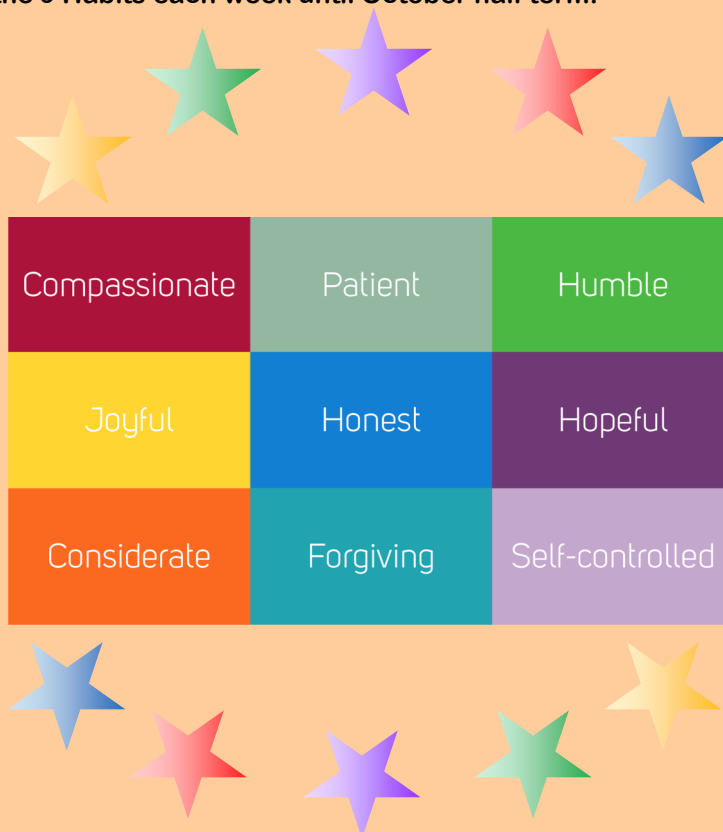 the 9 Habits each week until October half term.
Compassionate Patient Humble
Joyful Honest Hopeful
Considerate Forgiving Self-controlled